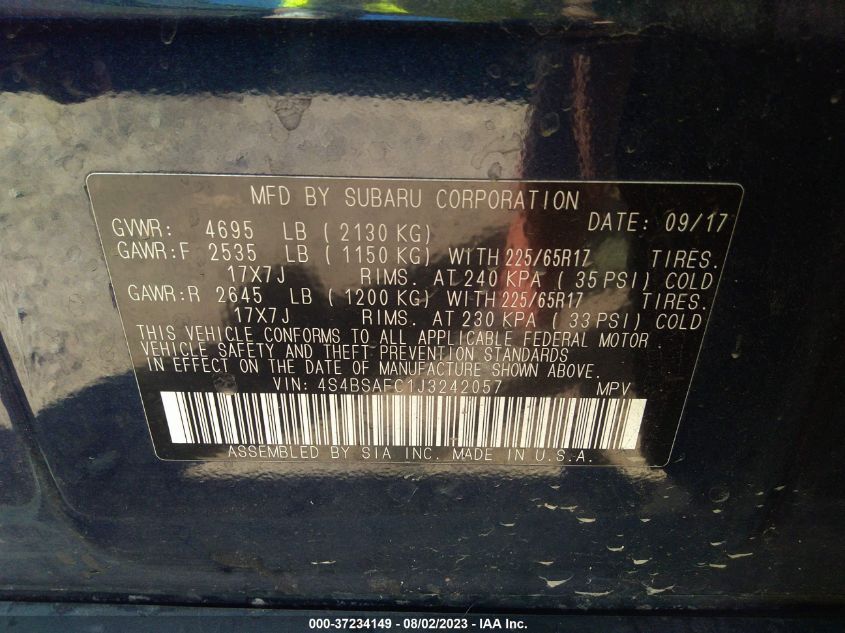 MFD BY SUBARU CORPORATION
GVWR: 4695 LB ( 2130 KG) DATE: 09/17
GAWR:F 2535 LB ( 1150 KG) WITH 225/65R17 TIRES.
17X7J RIMS. AT 240 KPA ( 35 PSI) COLD
GAWR:R 2645 LB ( 1200 KG) WITH 225/65R17 TIRES.
17X7J RIMS. AT 230 KPA ( 33 PSI) COLD
THIS VEHICLE CONFORMS TO ALL APPLICABLE FEDERAL MOTOR
VEHICLE SAFETY AND THEFT PREVENTION STANDARDS
IN EFFECT ON THE DATE OF MANUFACTURE SHOWN ABOVE.
VIN: 4S4BSAFC1J3242057 MPV
ASSEMBLED BY SIA INC. MADE IN U.S.A.
000-37234149 - 08/02/2023 - IAA Inc.